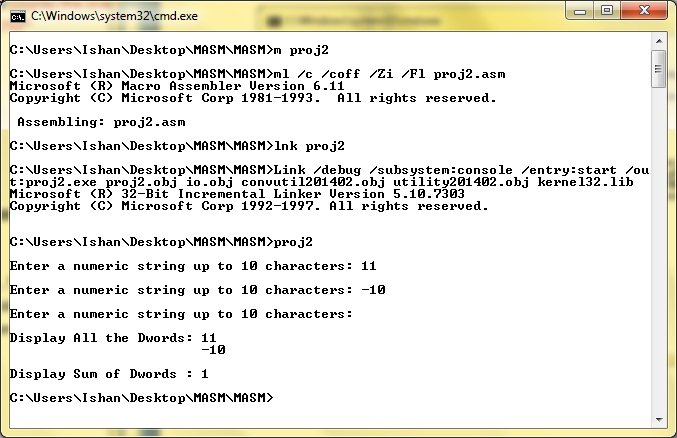 C:\Windows\system32\cmd.exe
C:\Users\Ishan\Desktop\MASM\MASM>m proj2
C:\Users\Ishan\Desktop\MASM\MASM>ml /c /coff /Zi /Fl proj2.asm
Microsoft (R) Macro Assembler Version 6.11
Copyright (C) Microsoft Corp 1981-1993.  All rights reserved.
 Assembling: proj2.asm
C:\Users\Ishan\Desktop\MASM\MASM>lnk proj2
C:\Users\Ishan\Desktop\MASM\MASM>Link /debug /subsystem:console /entry:start /ou
t:proj2.exe proj2.obj io.obj convutil201402.obj utility201402.obj kernel32.lib
Microsoft (R) 32-Bit Incremental Linker Version 5.10.7303
Copyright (C) Microsoft Corp 1992-1997. All rights reserved.
C:\Users\Ishan\Desktop\MASM\MASM>proj2
Enter a numeric string up to 10 characters: 11
Enter a numeric string up to 10 characters: -10
Enter a numeric string up to 10 characters:
Display All the Dwords: 11
-10
Display Sum of Dwords : 1
C:\Users\Ishan\Desktop\MASM\MASM>